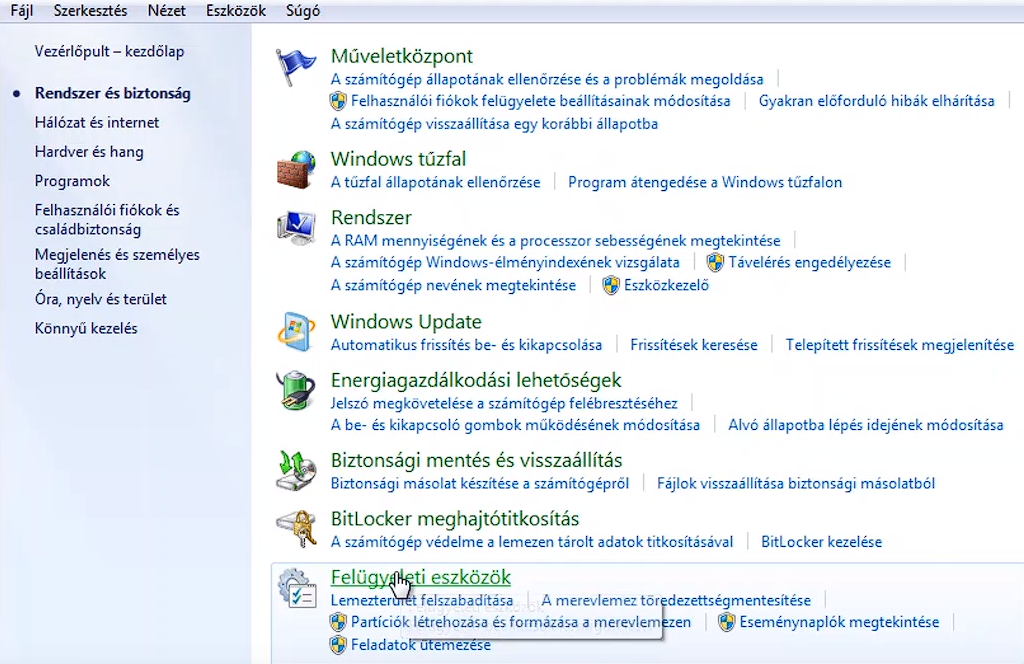 Fájl Szerkesztés Nézet Eszközök Súgó
Vezérlőpult – kezdőlap
Rendszer és biztonság
Hálózat és internet
Hardver és hang
Programok
Felhasználói fiókok és
családbiztonság
Megjelenés és személyes
beállítások
Óra, nyelv és terület
Könnyű kezelés
Műveletközpont
A számítógép állapotának ellenőrzése és a problémák megoldása
Felhasználói fiókok felügyelete beállításainak módosítása Gyakran előforduló hibák elhárítása
A számítógép visszaállítása egy korábbi állapotba
Windows tűzfal
A tűzfal állapotának ellenőrzése Program átengedése a Windows tűzfalon
Rendszer
A RAM mennyiségének és a processzor sebességének megtekintése
A számítógép Windows-élményindexének vizsgálata Távelérés engedélyezése
A számítógép nevének megtekintése Eszközkezelő
Windows Update
Automatikus frissítés be- és kikapcsolása Frissítések keresése Telepített frissítések megjelenítése
Energiagazdálkodási lehetőségek
Jelszó megkövetelése a számítógép felébresztéséhez
A be- és kikapcsoló gombok működésének módosítása Alvó állapotba lépés idejének módosítása
Biztonsági mentés és visszaállítás
Biztonsági másolat készítése a számítógépről Fájlok visszaállítása biztonsági másolatból
BitLocker meghajtótitkosítás
A számítógép védelme a lemezen tárolt adatok titkosításával BitLocker kezelése
Felügyeleti eszközök
Lemezterület felszabadítása A merevlemez töredezettségmentesítése
Partíciók létrehozása és formázása a merevlemezen Eseménynaplók megtekintése
Feladatok ütemezése